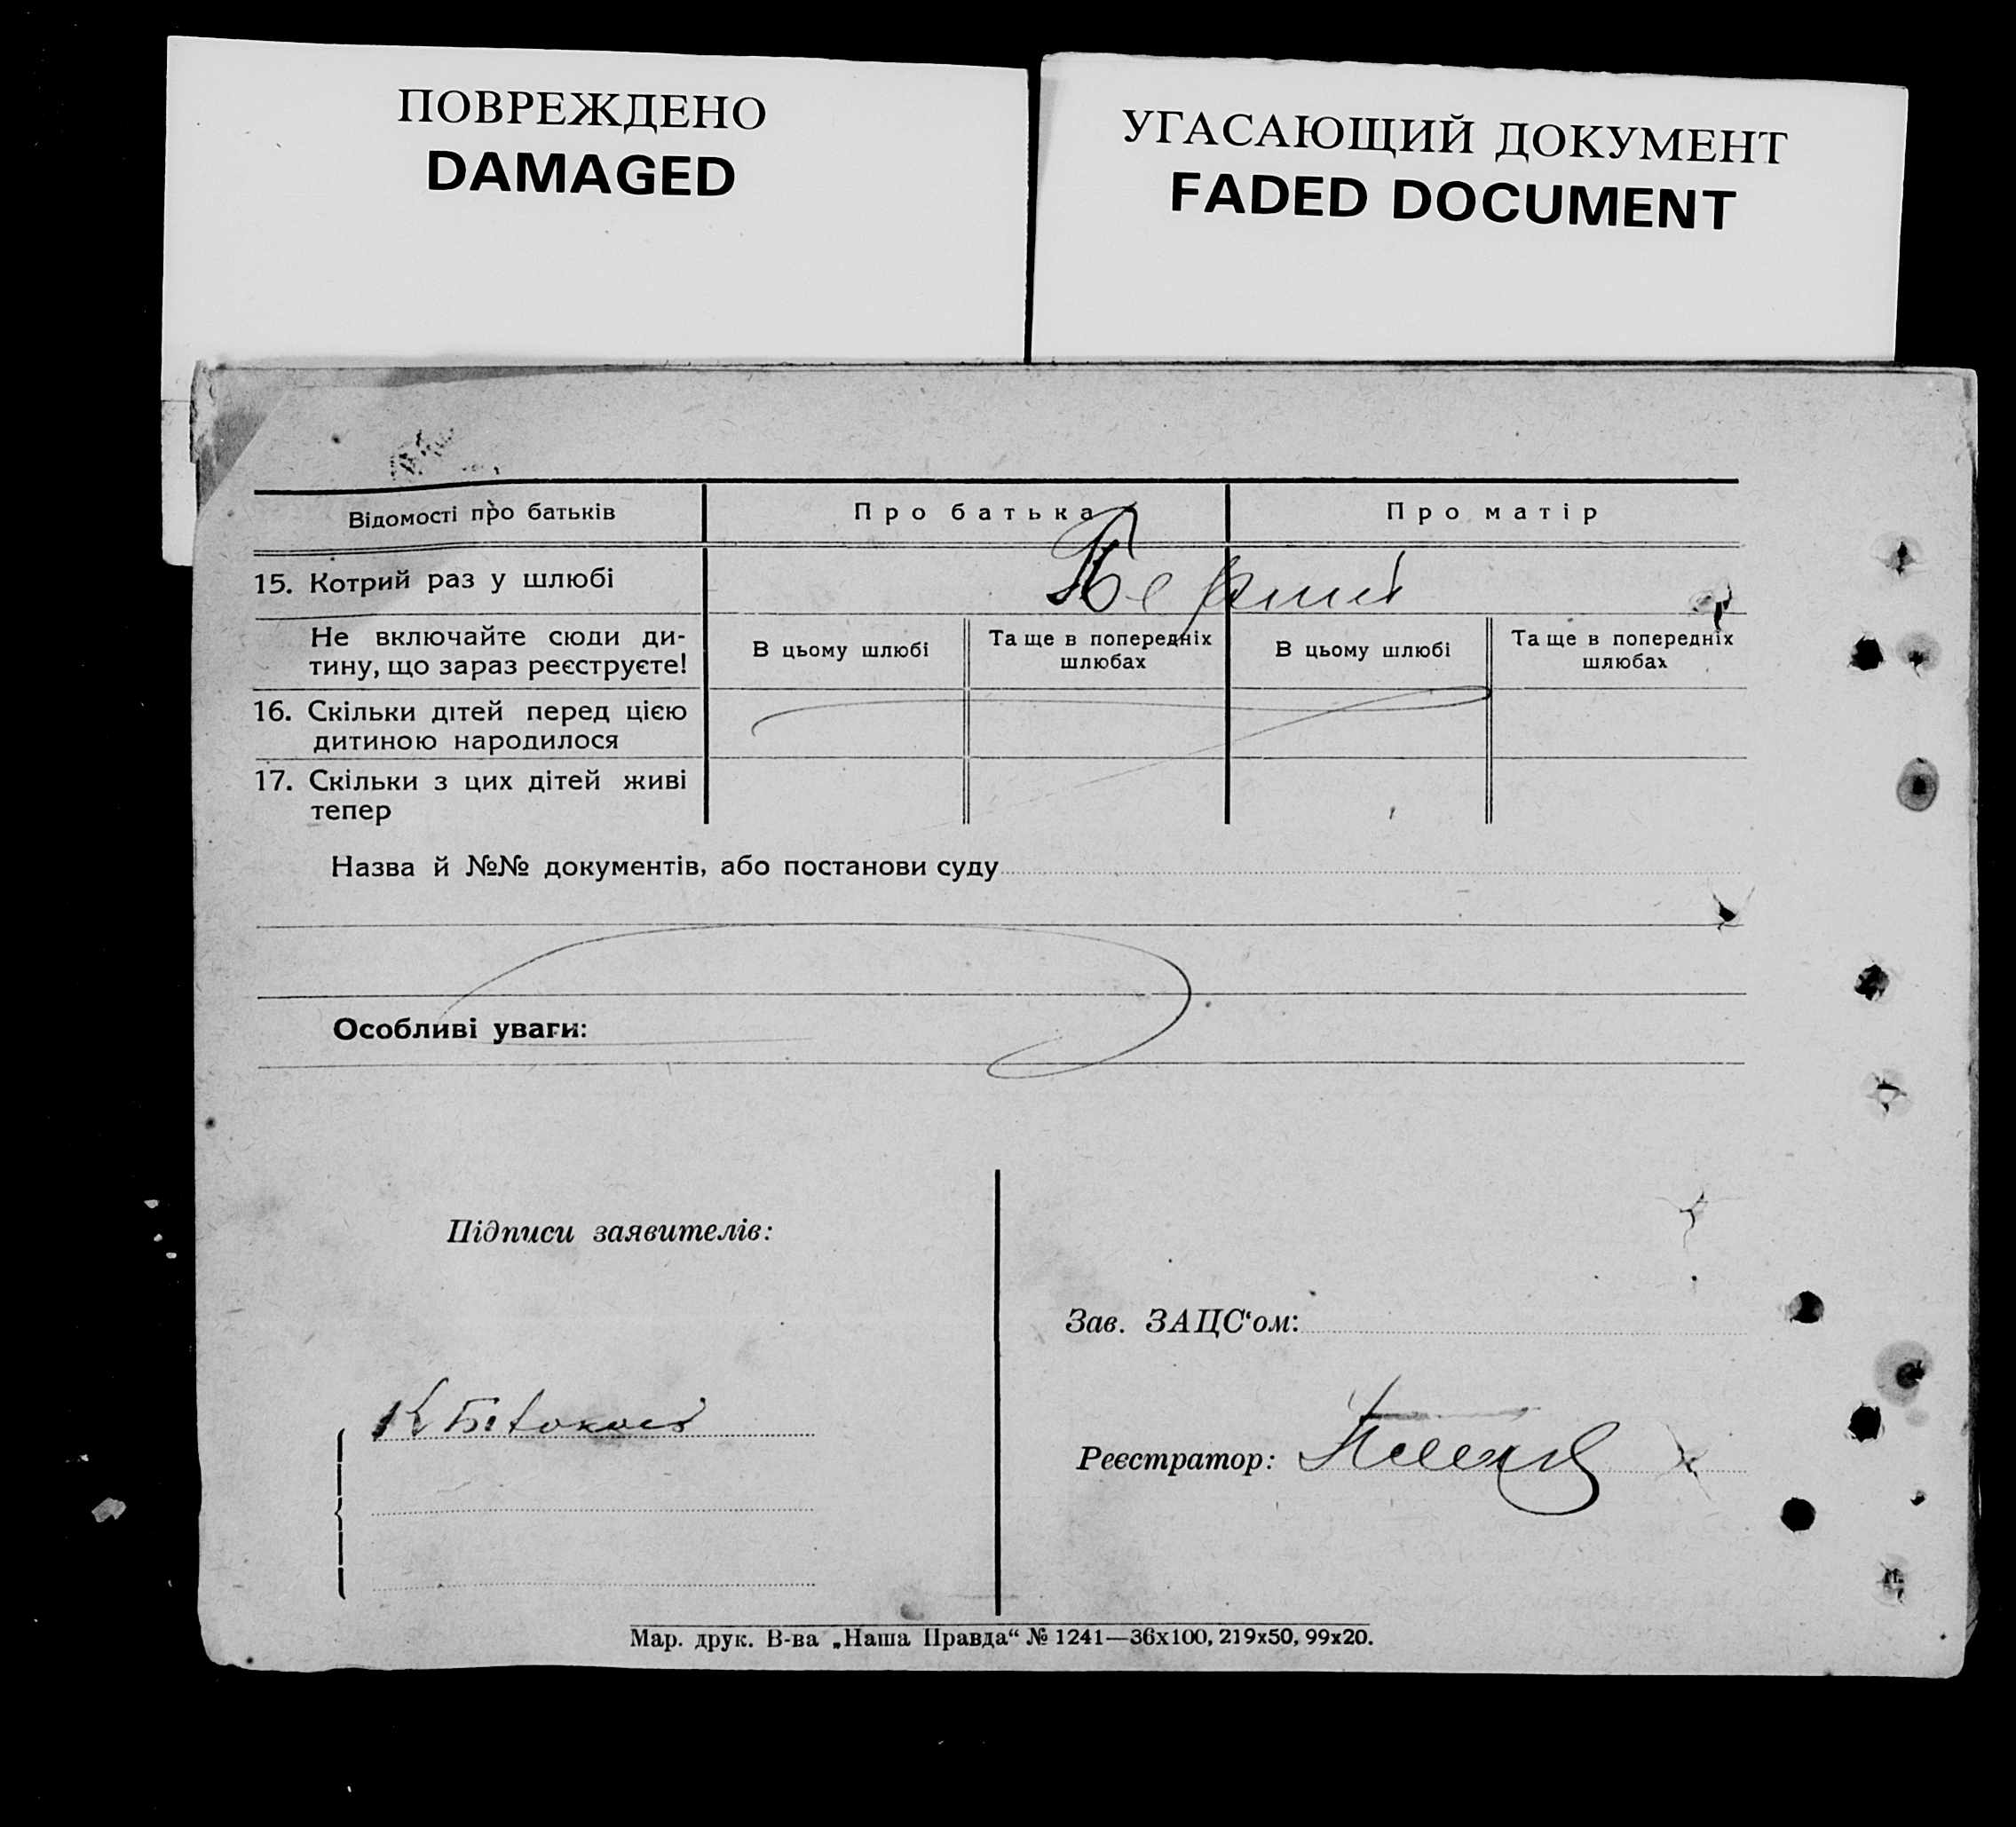 ПОВРЕЖДЕНО
DAMAGED
УГАСАЮЩИЙ ДОКУМЕНТ
FADED DOCUMENT
Відомості про батьків
Про батька
Про матір
15. Котрий раз у шлюбі
Перший
Не включайте сюди ди-
тину, що зараз реєструєте!
В цьому шлюбі
Та ще в попередніх
шлюбах
В цьому шлюбі
Та ще в попередніх
шлюбах
16. Скільки дітей перед цією
дитиною народилося
17. Скільки з цих дітей живі
тепер
Назва й №№ документів, або постанови суду
Особливі уваги:
Підписи заявителів:
Зав. ЗАЦС‘ом:
Реєстратор:
Мар. друк. В-ва „Наша Правда“ № 1241—36х100, 219х50, 99х20.